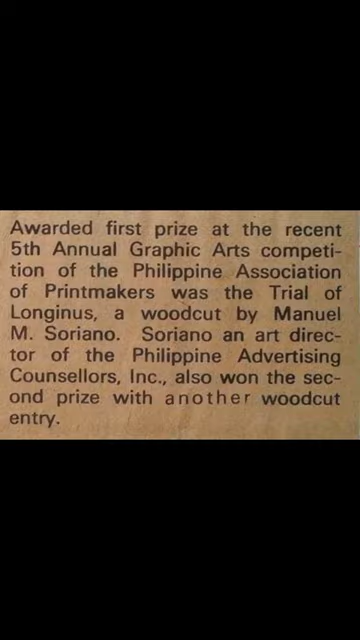 Awarded first prize at the recent
5th Annual Graphic Arts competi-
tion of the Philippine Association
of Printmakers was the Trial of
Longinus, a woodcut by Manuel
M. Soriano. Soriano an art direc-
tor of the Philippine Advertising
Counsellors, Inc., also won the sec-
ond prize with another woodcut
entry.